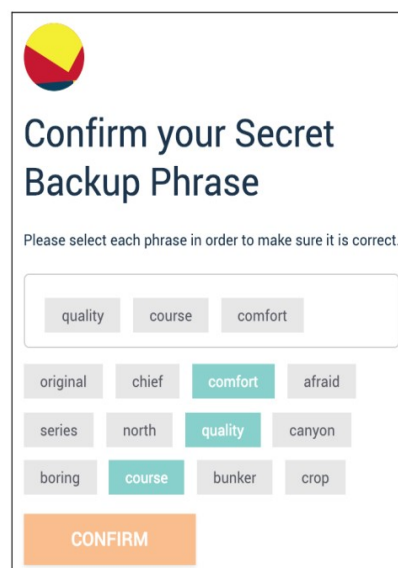 Confirm your Secret
Backup Phrase
Please select each phrase in order to make sure it is correct.
quality course comfort
original chief comfort afraid
series north quality canyon
boring course bunker crop
CONFIRM